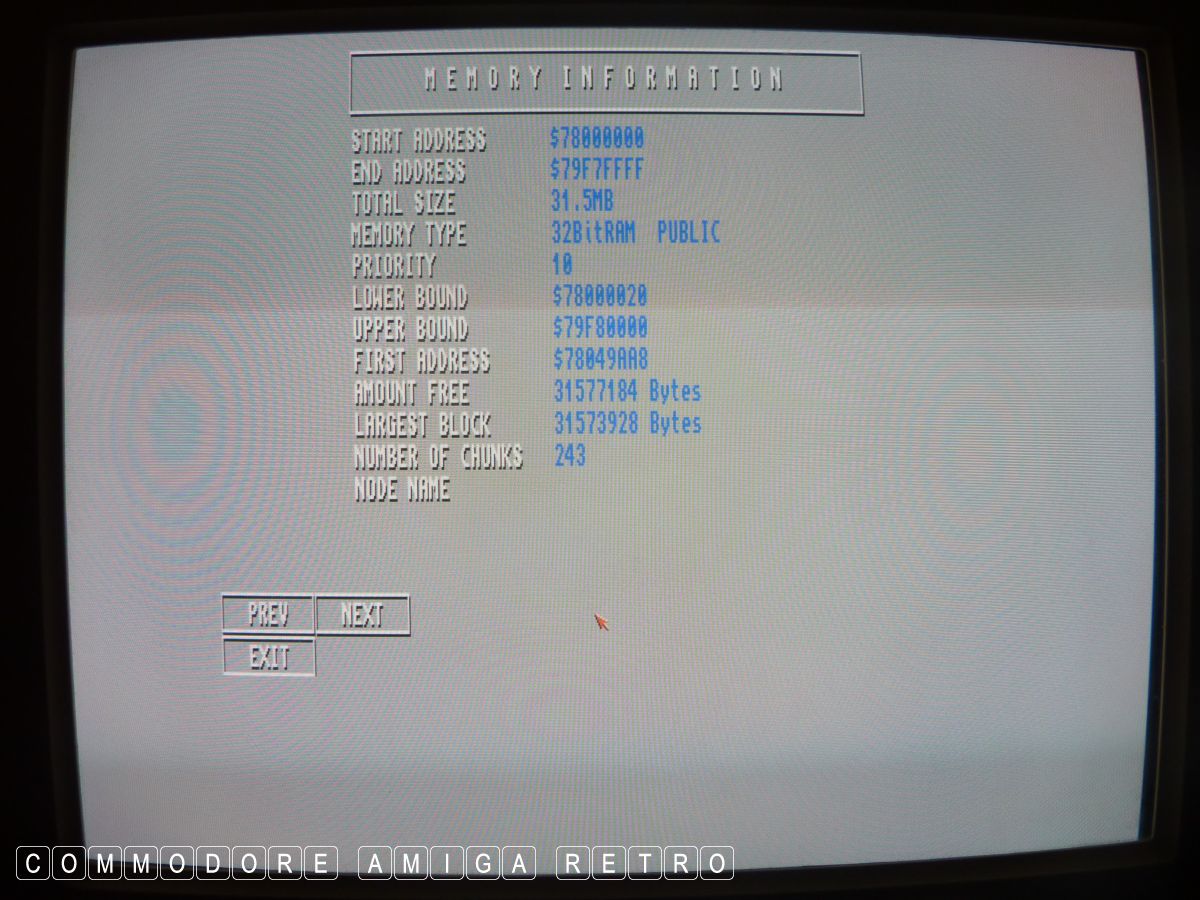 MEMORY INFORMATION
START ADDRESS $78000000
END ADDRESS $79F7FFFF
TOTAL SIZE 31.5MB
MEMORY TYPE 32BitRAM PUBLIC
PRIORITY 10
LOWER BOUND $78000020
UPPER BOUND $79F80000
FIRST ADDRESS $78049AA8
AMOUNT FREE 31577184 Bytes
LARGEST BLOCK 31573928 Bytes
NUMBER OF CHUNKS 243
NODE NAME
PREV NEXT
EXIT
COMMODORE AMIGA RETRO